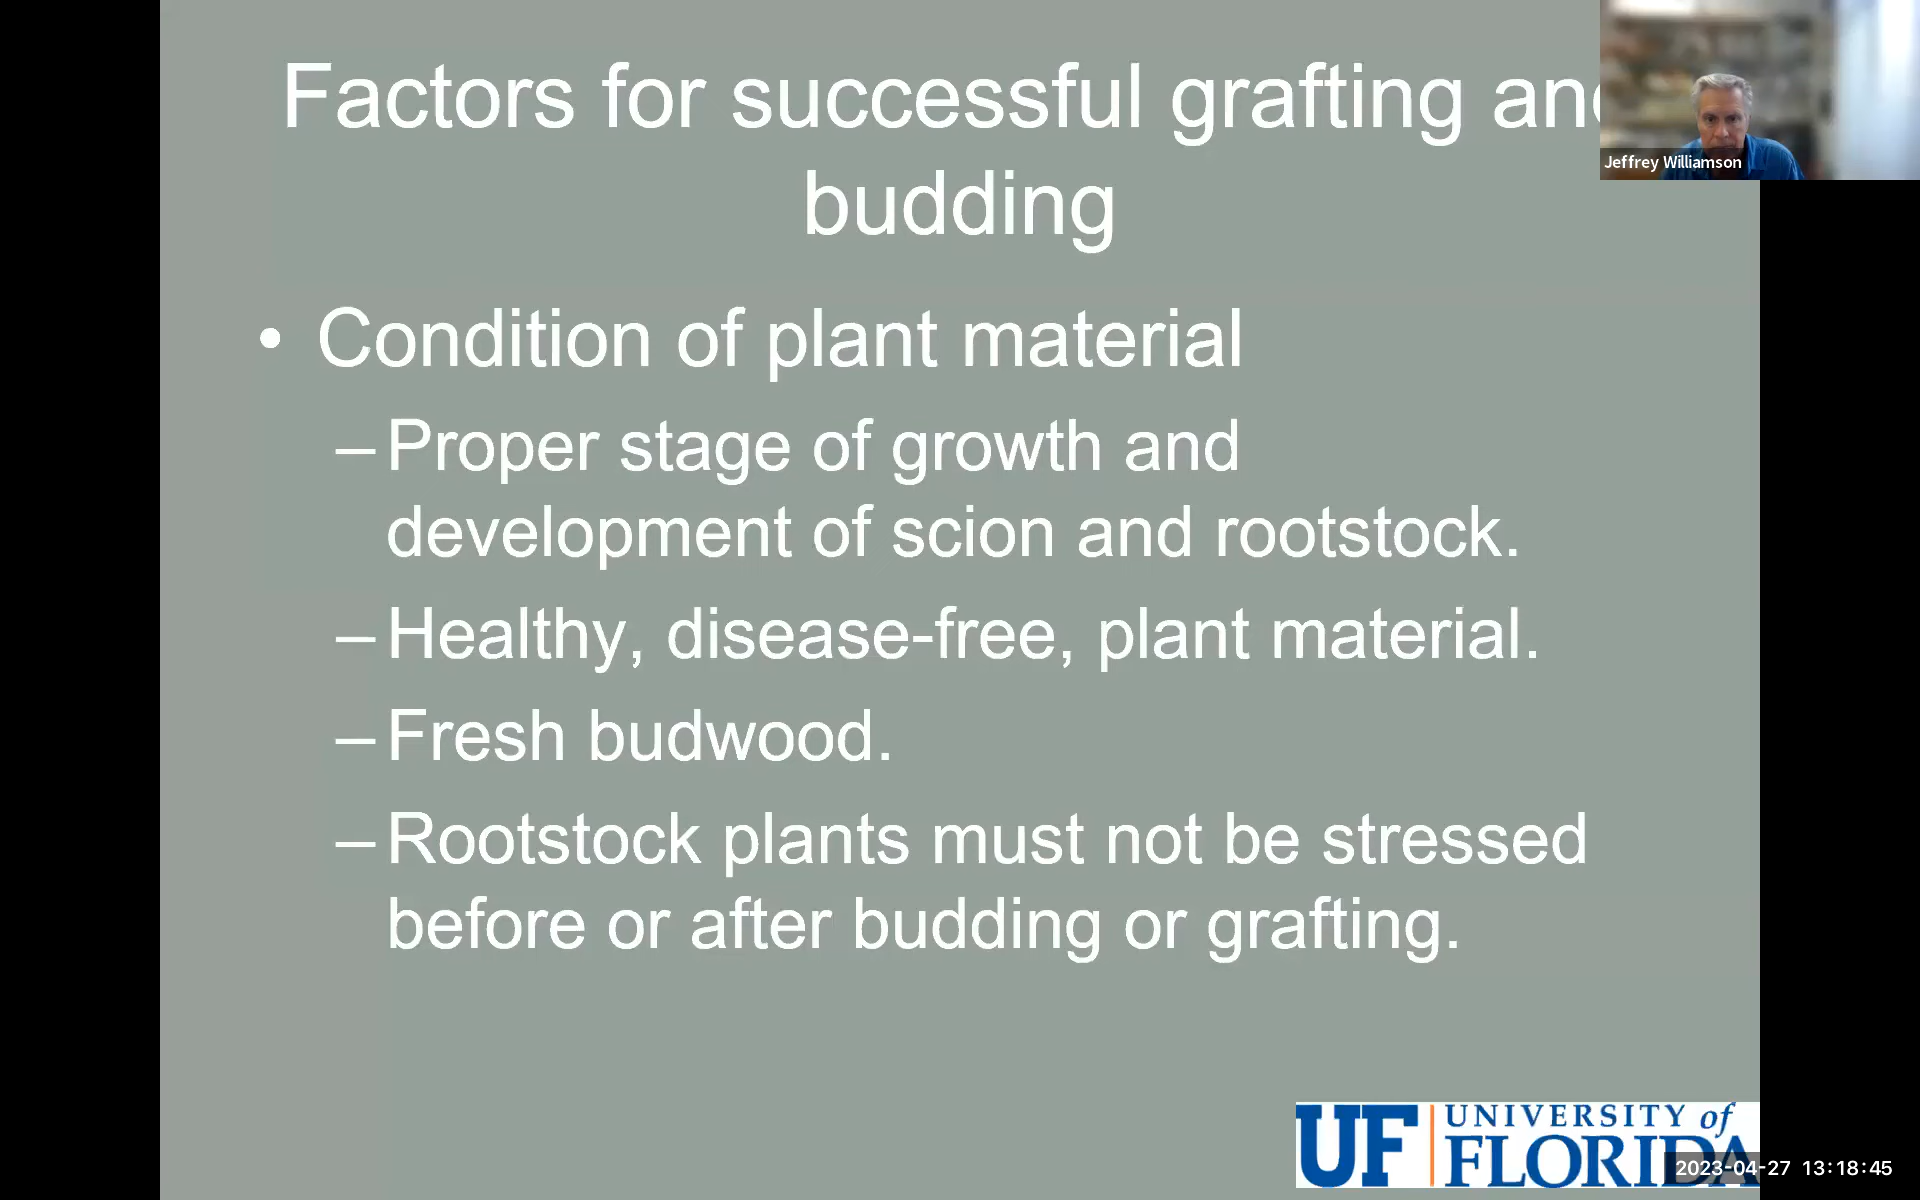 Factors for successful grafting an
budding
Jeffrey Williamson
• Condition of plant material
– Proper stage of growth and
development of scion and rootstock.
– Healthy, disease-free, plant material.
– Fresh budwood.
– Rootstock plants must not be stressed
before or after budding or grafting.
UF UNIVERSITY of
FLORIDA
2023-04-27 13:18:45